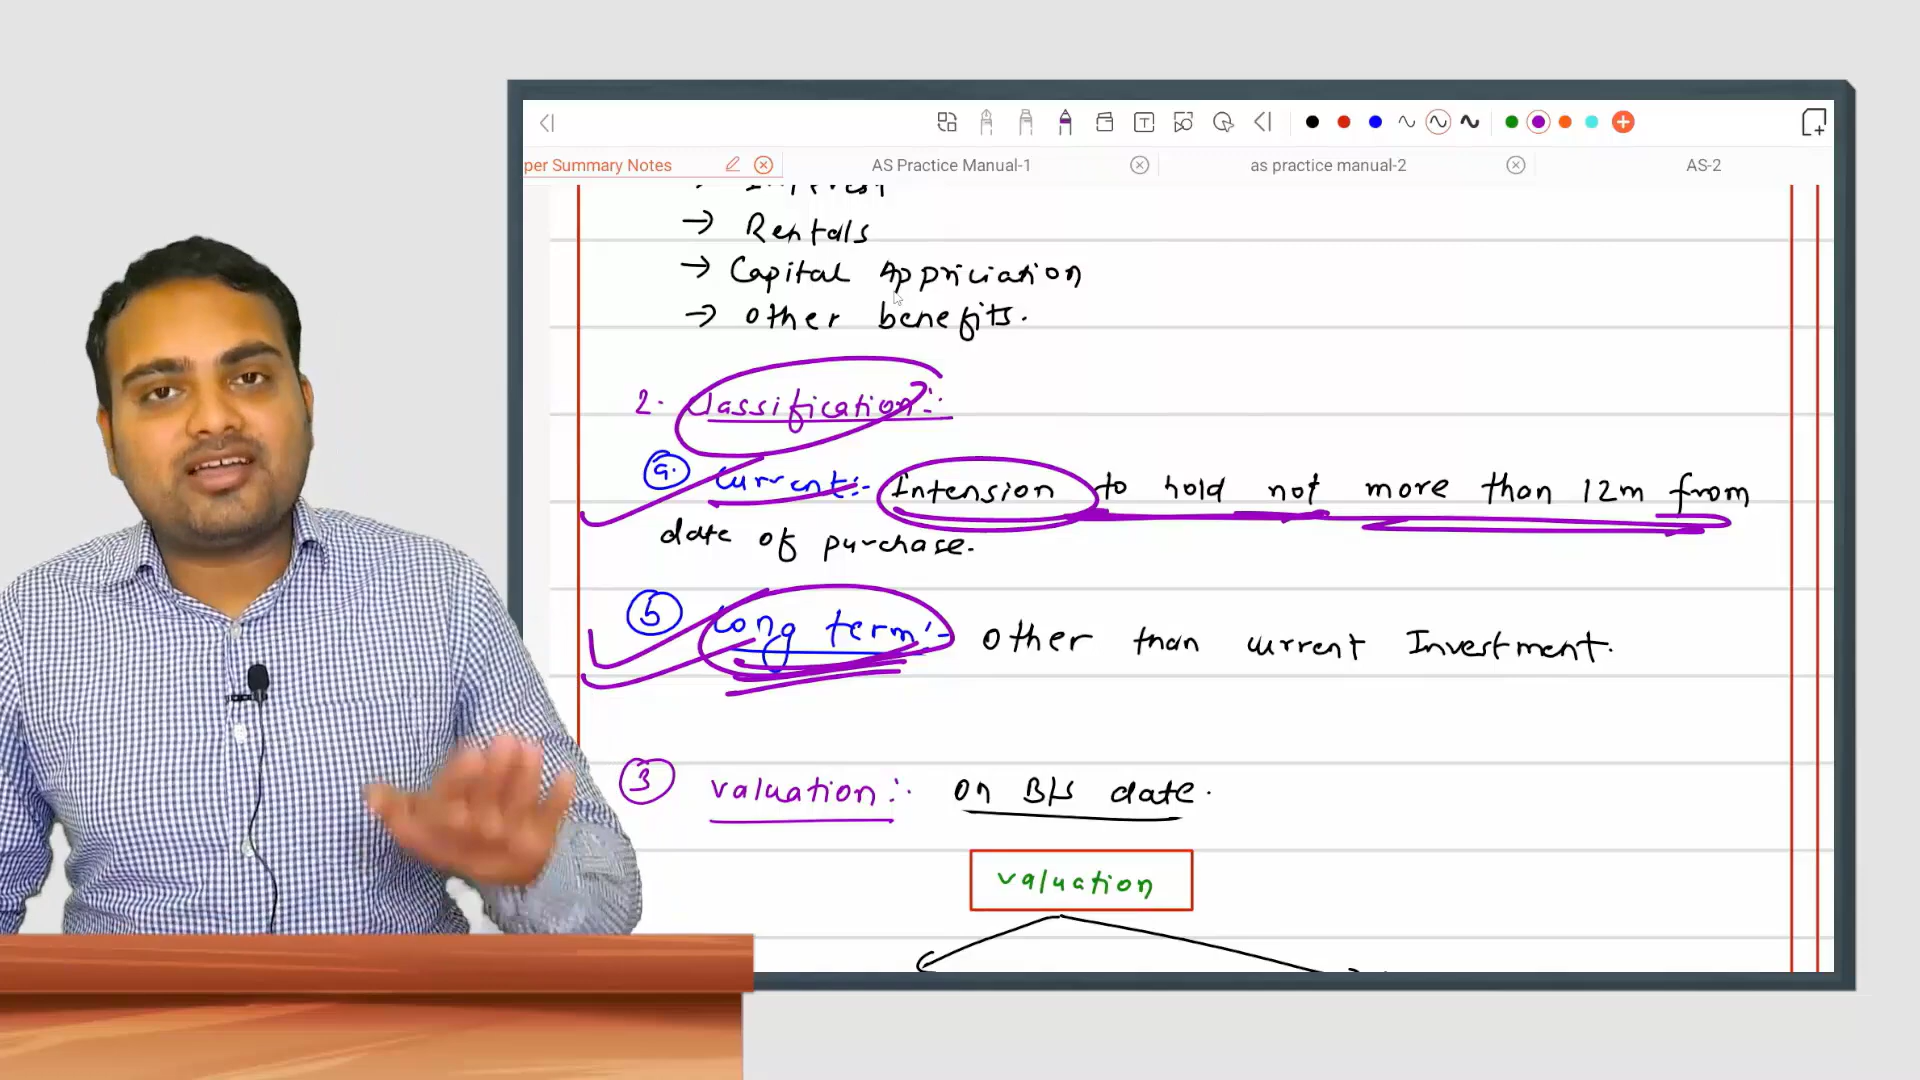 per Summary Notes
AS Practice Manual-1
as practice manual-2
AS-2
→ Rentals
→ Capital Appriciation
→ Other benefits.
2. Classification:-
a. Current:- Intension to hold not more than 12m from
date of purchase.
b Long term:- Other than current Investment.
3 valuation:- On B/S date.
valuation